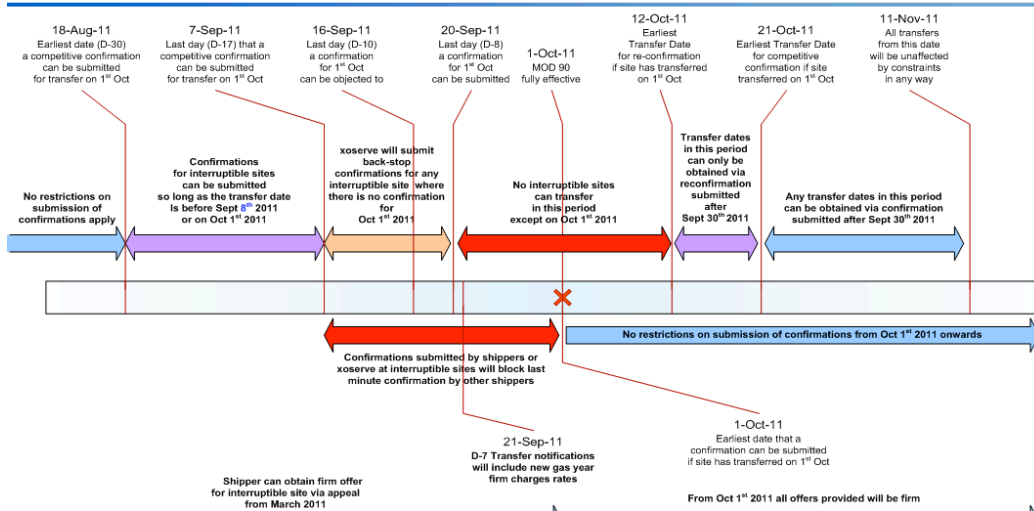 18-Aug-11
Earliest date (D-30)
a competitive confirmation
can be submitted
for transfer on 1st Oct
7-Sep-11
Last day (D-17) that a
competitive confirmation
can be submitted
for transfer on 1st Oct
16-Sep-11
Last day (D-10)
a confirmation
for 1st Oct
can be objected to
20-Sep-11
Last day (D-8)
a confirmation
for 1st Oct
can be submitted
1-Oct-11
MOD 90
fully effective
12-Oct-11
Earliest
Transfer Date
for re-confirmation
if site has transferred
on 1st Oct
21-Oct-11
Earliest Transfer Date
for competitive
confirmation if site
transferred on 1st Oct
11-Nov-11
All transfers
from this date
will be unaffected
by constraints
in any way
No restrictions on
submission of
confirmations apply
Confirmations
for interruptible sites
can be submitted
so long as the transfer date
Is before Sept 8th 2011
or on Oct 1st 2011
xoserve will submit
back-stop
confirmations for any
interruptible site where
there is no confirmation
for
Oct 1st 2011
No interruptible sites
can transfer
in this period
except on Oct 1st 2011
Transfer dates
in this period
can only be
obtained via
reconfirmation
submitted
after
Sept 30th 2011
Any transfer dates in this period
can be obtained via confirmation
submitted after Sept 30th 2011
No restrictions on submission of confirmations from Oct 1st 2011 onwards
Confirmations submitted by shippers or
xoserve at interruptible sites will block last
minute confirmation by other shippers
21-Sep-11
D-7 Transfer notifications
will include new gas year
firm charges rates
1-Oct-11
Earliest date that a
confirmation can be submitted
if site has transferred on 1st Oct
Shipper can obtain firm offer
for interruptible site via appeal
from March 2011
From Oct 1st 2011 all offers provided will be firm